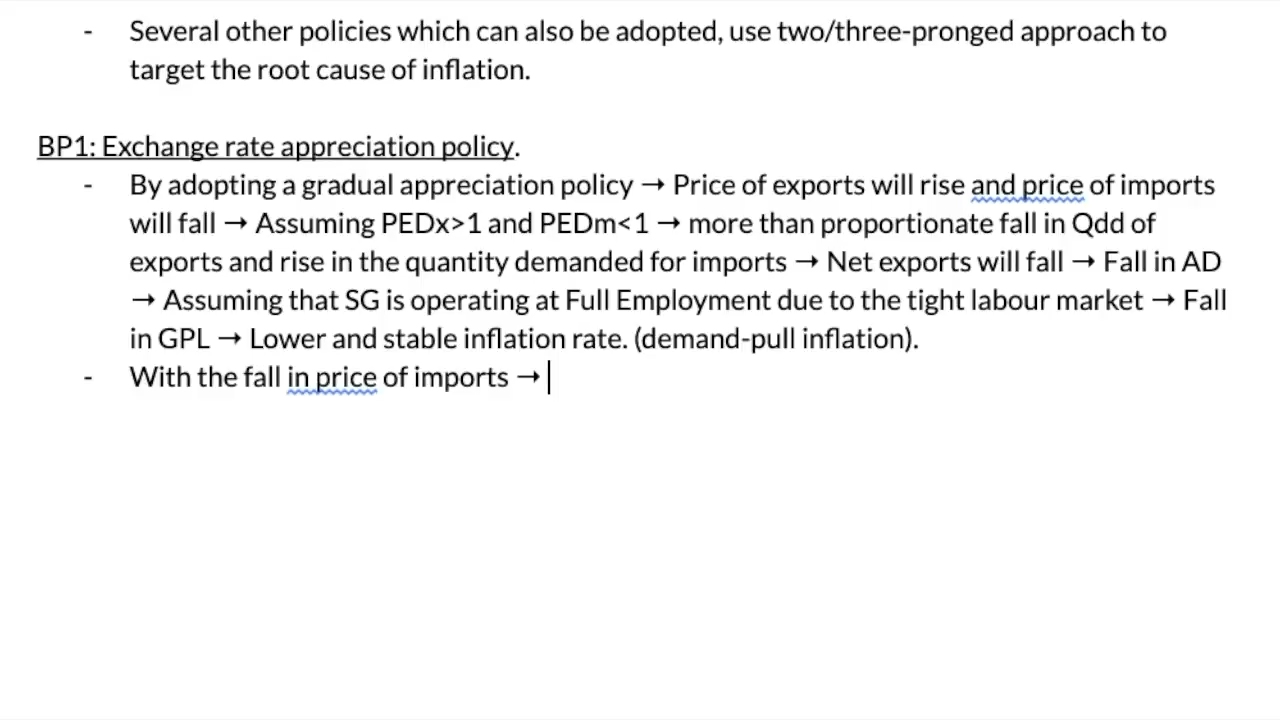 - Several other policies which can also be adopted, use two/three-pronged approach to
target the root cause of inflation.
BP1: Exchange rate appreciation policy.
- By adopting a gradual appreciation policy → Price of exports will rise and price of imports
will fall → Assuming PEDx>1 and PEDm<1 → more than proportionate fall in Qdd of
exports and rise in the quantity demanded for imports → Net exports will fall → Fall in AD
→ Assuming that SG is operating at Full Employment due to the tight labour market → Fall
in GPL → Lower and stable inflation rate. (demand-pull inflation).
- With the fall in price of imports →